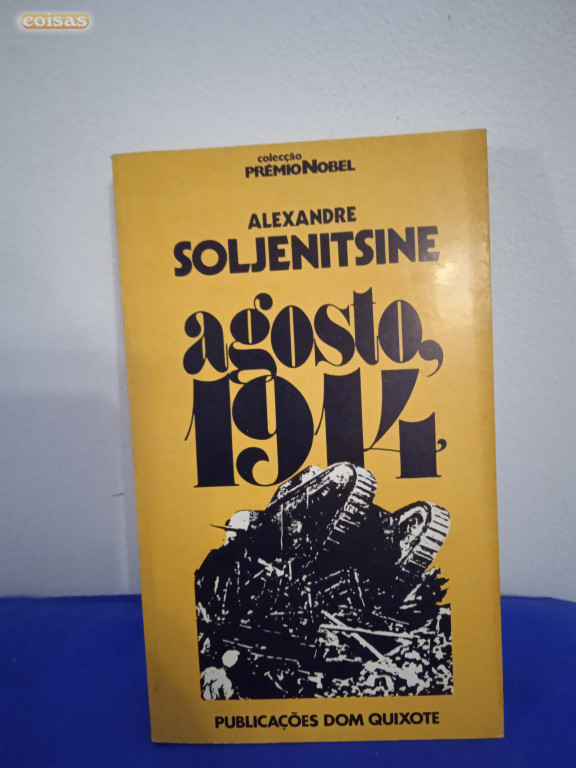 coisas
colecção
PRÉMIO NOBEL
ALEXANDRE
SOLJENITSINE
agosto,
1914
PUBLICAÇÕES DOM QUIXOTE